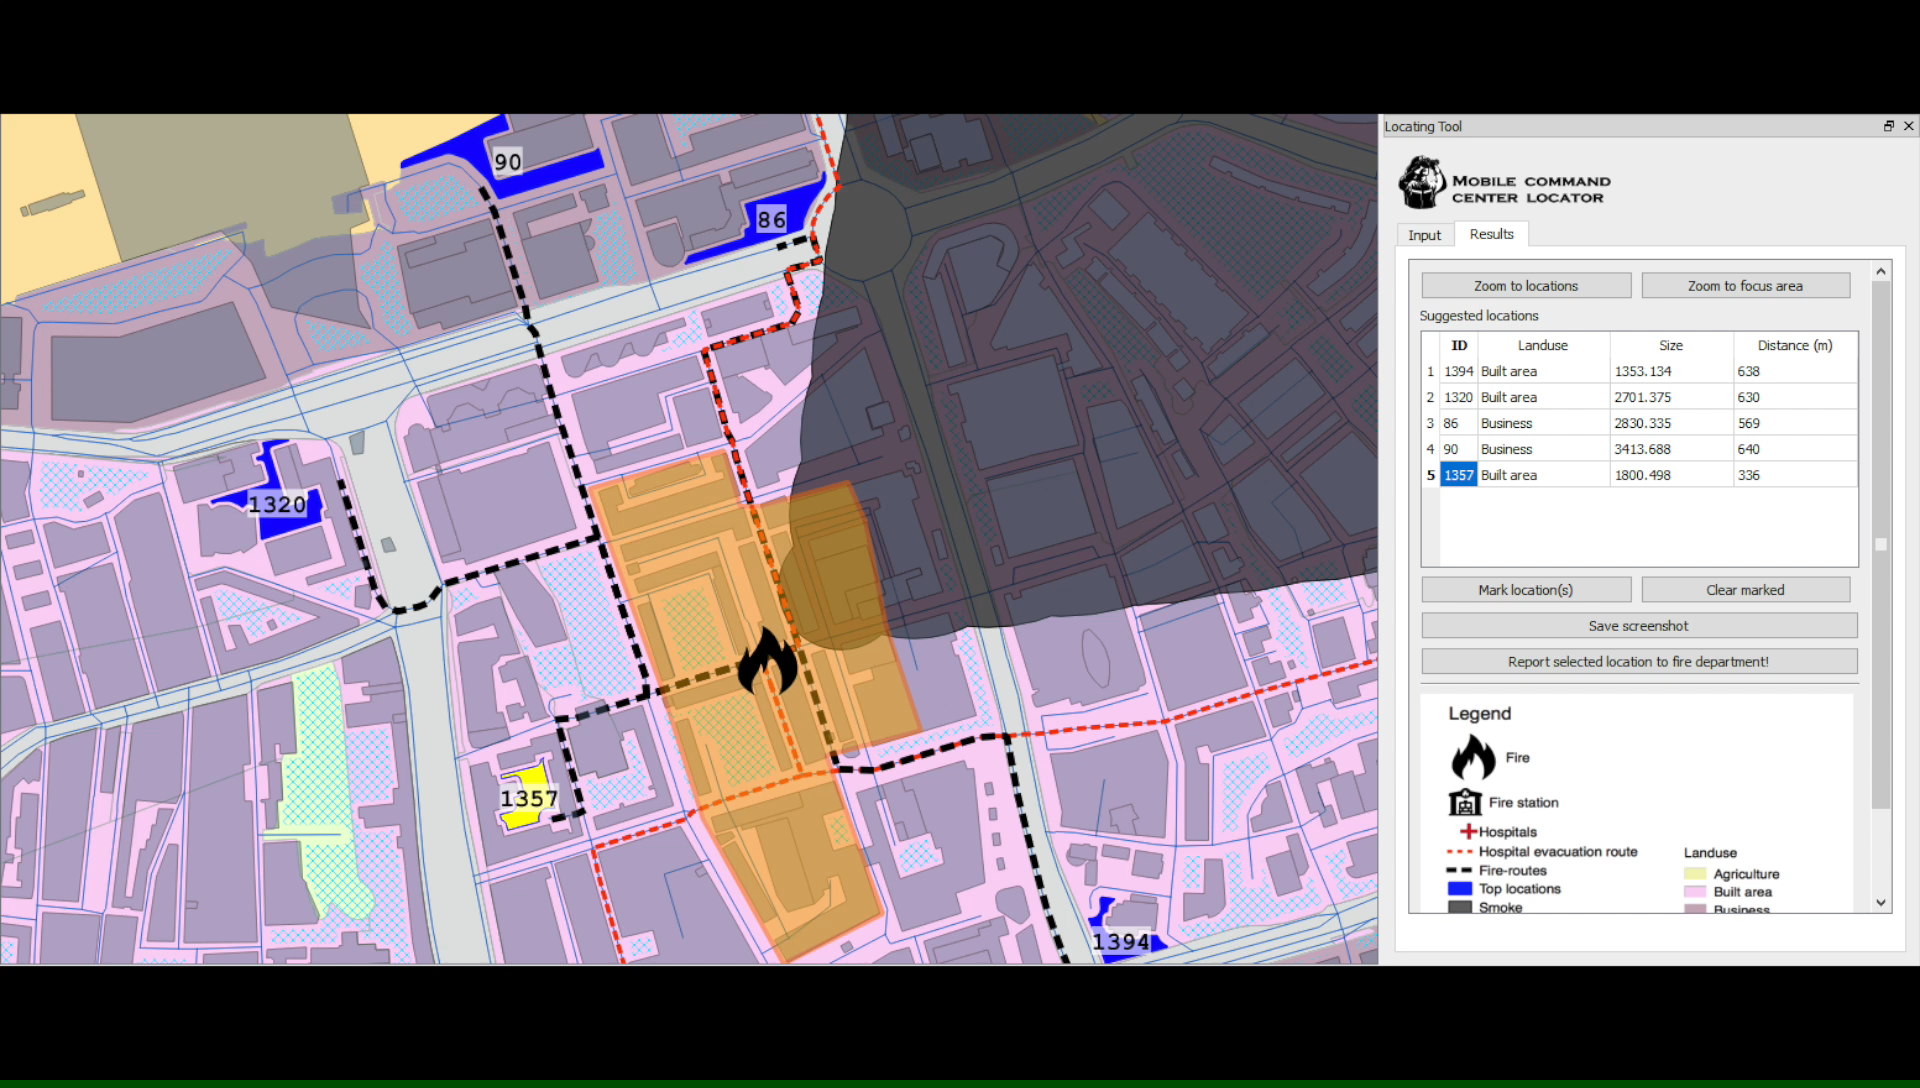 90
86
1320
1357
1394
Locating Tool
MOBILE COMMAND
CENTER LOCATOR
Input Results
Zoom to locations Zoom to focus area
Suggested locations
ID Landuse Size Distance (m)
1 1394 Built area 1353.134 638
2 1320 Built area 2701.375 630
3 86 Business 2830.335 569
4 90 Business 3413.688 640
5 1357 Built area 1800.498 336
Mark location(s) Clear marked
Save screenshot
Report selected location to fire department!
Legend
Fire
Fire station
Hospitals
Hospital evacuation route Landuse
Fire-routes Agriculture
Top locations Built area
Smoke Business